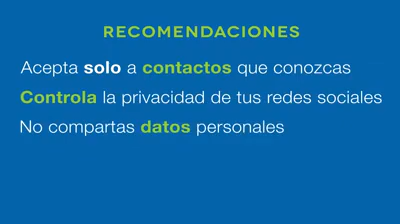 RECOMENDACIONES
Acepta solo a contactos que conozcas
Controla la privacidad de tus redes sociales
No compartas datos personales